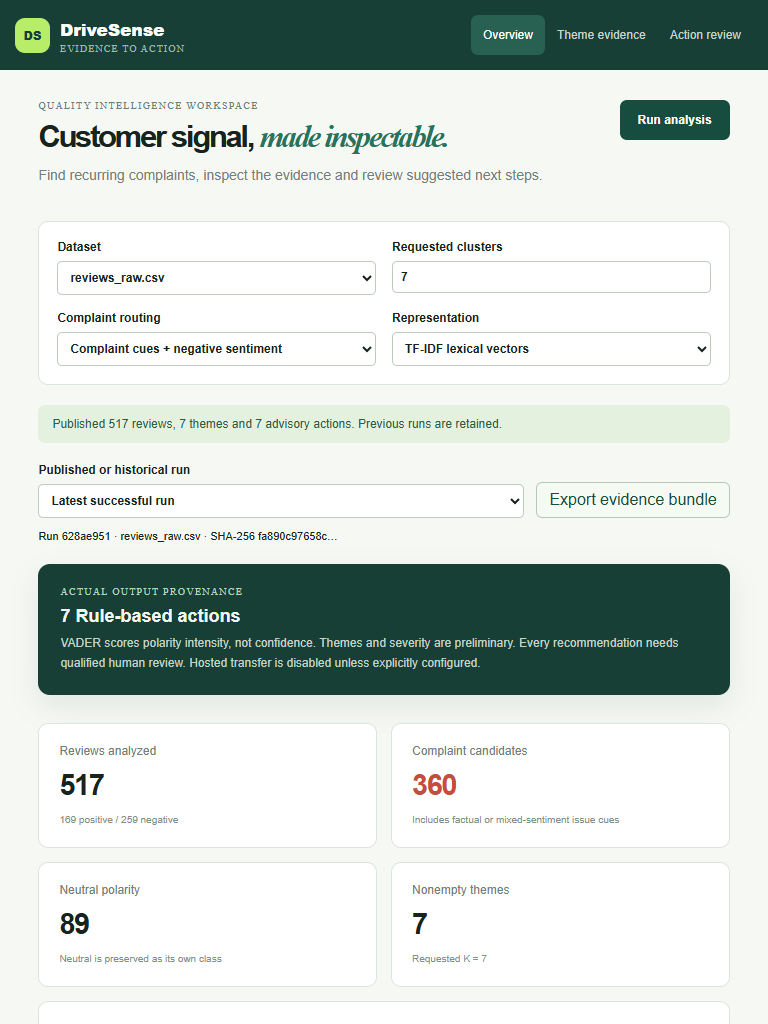 DS
DriveSense
EVIDENCE TO ACTION
Overview
Theme evidence
Action review
QUALITY INTELLIGENCE WORKSPACE
Customer signal, made inspectable.
Run analysis
Find recurring complaints, inspect the evidence and review suggested next steps.
Dataset
reviews_raw.csv
Requested clusters
7
Complaint routing
Complaint cues + negative sentiment
Representation
TF-IDF lexical vectors
Published 517 reviews, 7 themes and 7 advisory actions. Previous runs are retained.
Published or historical run
Latest successful run
Export evidence bundle
Run 628ae951 · reviews_raw.csv · SHA-256 fa890c97658c…
ACTUAL OUTPUT PROVENANCE
7 Rule-based actions
VADER scores polarity intensity, not confidence. Themes and severity are preliminary. Every recommendation needs
qualified human review. Hosted transfer is disabled unless explicitly configured.
Reviews analyzed
517
169 positive / 259 negative
Complaint candidates
360
Includes factual or mixed-sentiment issue cues
Neutral polarity
89
Neutral is preserved as its own class
Nonempty themes
7
Requested K = 7